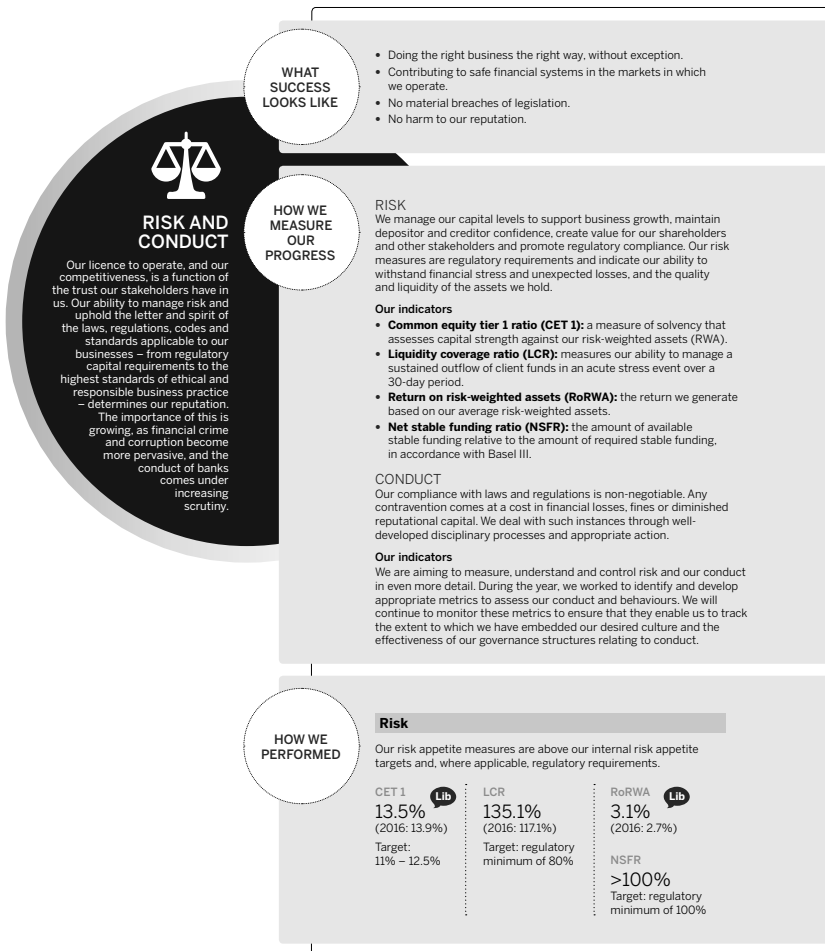 WHAT
SUCCESS
LOOKS LIKE
• Doing the right business the right way, without exception.
• Contributing to safe financial systems in the markets in which
we operate.
• No material breaches of legislation.
• No harm to our reputation.
RISK AND
CONDUCT
Our licence to operate, and our
competitiveness, is a function of
the trust our stakeholders have in
us. Our ability to manage risk and
uphold the letter and spirit of
the laws, regulations, codes and
standards applicable to our
businesses – from regulatory
capital requirements to the
highest standards of ethical and
responsible business practice
– determines our reputation.
The importance of this is
growing, as financial crime
and corruption become
more pervasive, and the
conduct of banks
comes under
increasing
scrutiny.
HOW WE
MEASURE
OUR
PROGRESS
RISK
We manage our capital levels to support business growth, maintain
depositor and creditor confidence, create value for our shareholders
and other stakeholders and promote regulatory compliance. Our risk
measures are regulatory requirements and indicate our ability to
withstand financial stress and unexpected losses, and the quality
and liquidity of the assets we hold.
Our indicators
• Common equity tier 1 ratio (CET 1): a measure of solvency that
assesses capital strength against our risk-weighted assets (RWA).
• Liquidity coverage ratio (LCR): measures our ability to manage a
sustained outflow of client funds in an acute stress event over a
30-day period.
• Return on risk-weighted assets (RoRWA): the return we generate
based on our average risk-weighted assets.
• Net stable funding ratio (NSFR): the amount of available
stable funding relative to the amount of required stable funding,
in accordance with Basel III.
CONDUCT
Our compliance with laws and regulations is non-negotiable. Any
contravention comes at a cost in financial losses, fines or diminished
reputational capital. We deal with such instances through well-
developed disciplinary processes and appropriate action.
Our indicators
We are aiming to measure, understand and control risk and our conduct
in even more detail. During the year, we worked to identify and develop
appropriate metrics to assess our conduct and behaviours. We will
continue to monitor these metrics to ensure that they enable us to track
the extent to which we have embedded our desired culture and the
effectiveness of our governance structures relating to conduct.
HOW WE
PERFORMED
Risk
Our risk appetite measures are above our internal risk appetite
targets and, where applicable, regulatory requirements.
CET 1 Lib
13.5%
(2016: 13.9%)
Target:
11% – 12.5%
LCR
135.1%
(2016: 117.1%)
Target: regulatory
minimum of 80%
RoRWA Lib
3.1%
(2016: 2.7%)
NSFR
>100%
Target: regulatory
minimum of 100%